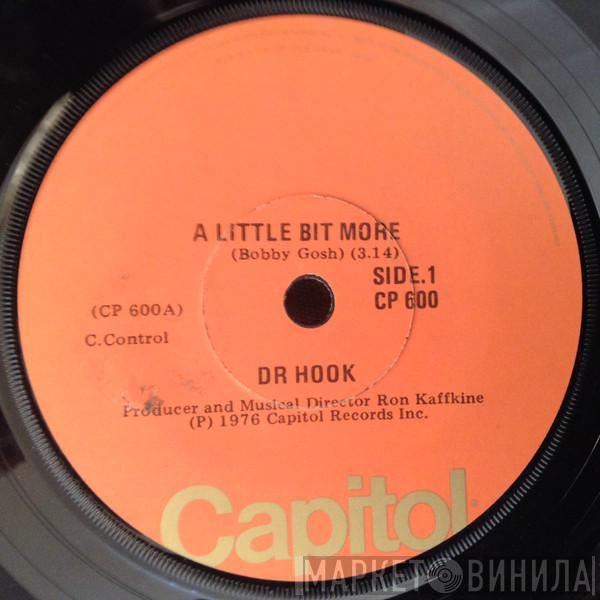 A LITTLE BIT MORE
(Bobby Gosh) (3.14)
SIDE.1
CP 600
(CP 600A)
C.Control
DR HOOK
Producer and Musical Director Ron Kaffkine
(P) 1976 Capitol Records Inc.
Capitol
МАРКЕТ ВИНИЛА